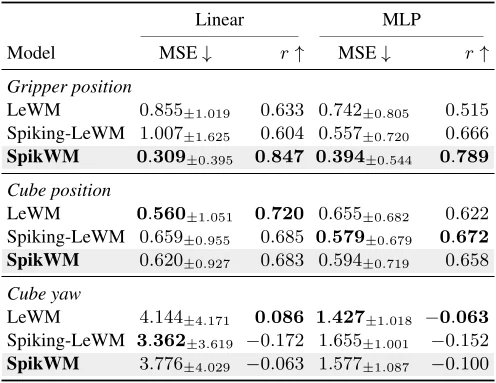 Linear MLP
Model MSE ↓ r ↑ MSE ↓ r ↑
Gripper position
LeWM 0.855±1.019 0.633 0.742±0.805 0.515
Spiking-LeWM 1.007±1.625 0.604 0.557±0.720 0.666
SpikWM 0.309±0.395 0.847 0.394±0.544 0.789
Cube position
LeWM 0.560±1.051 0.720 0.655±0.682 0.622
Spiking-LeWM 0.659±0.955 0.685 0.579±0.679 0.672
SpikWM 0.620±0.927 0.683 0.594±0.719 0.658
Cube yaw
LeWM 4.144±4.171 0.086 1.427±1.018 −0.063
Spiking-LeWM 3.362±3.619 −0.172 1.655±1.001 −0.152
SpikWM 3.776±4.029 −0.063 1.577±1.087 −0.100